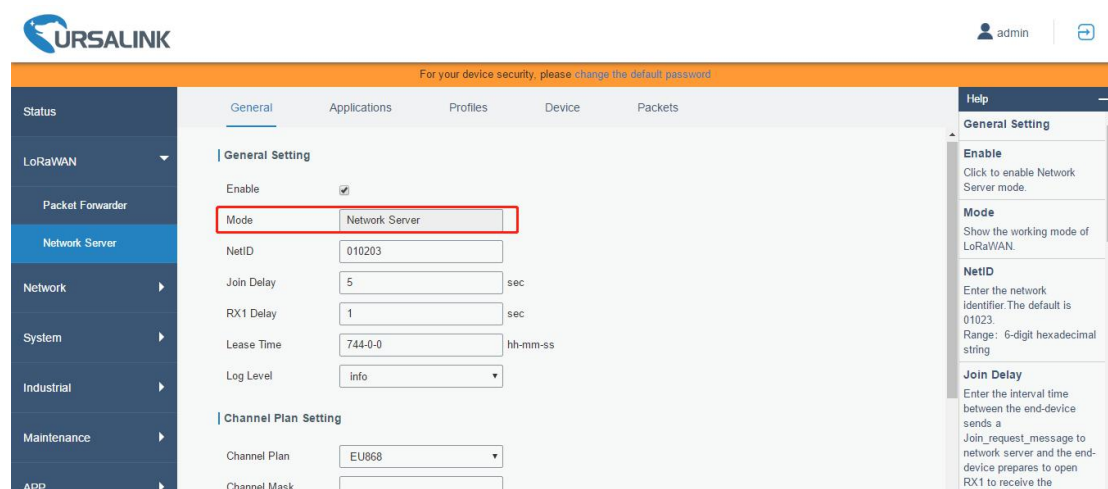 URSALINK
admin
For your device security, please change the default password
Status
LoRaWAN
Packet Forwarder
Network Server
Network
System
Industrial
Maintenance
APP
General Applications Profiles Device Packets
General Setting
Enable
Mode Network Server
NetID 010203
Join Delay 5 sec
RX1 Delay 1 sec
Lease Time 744-0-0 hh-mm-ss
Log Level info
Channel Plan Setting
Channel Plan EU868
Channel Mask
Help
General Setting
Enable
Click to enable Network
Server mode.
Mode
Show the working mode of
LoRaWAN.
NetID
Enter the network
identifier.The default is
01023.
Range: 6-digit hexadecimal
string
Join Delay
Enter the interval time
between the end-device
sends a
Join_request_message to
network server and the end-
device prepares to open
RX1 to receive the